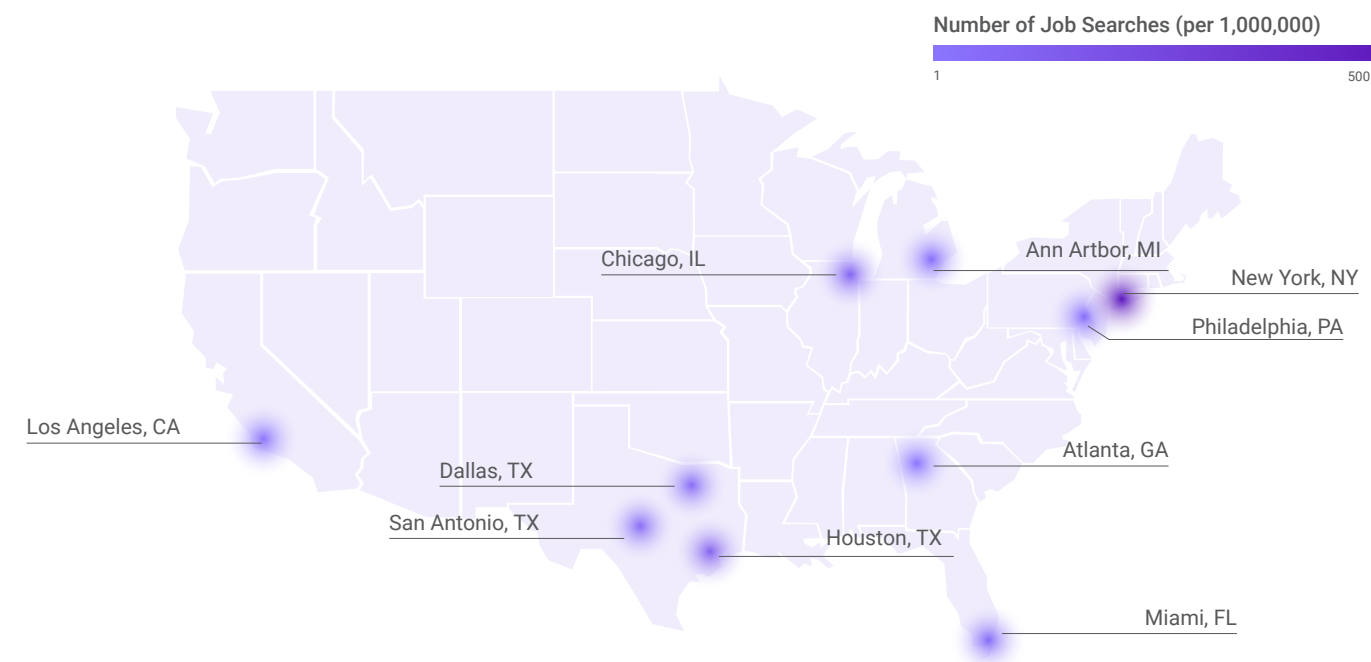 Number of Job Searches (per 1,000,000)
1
500
Chicago, IL
Ann Artbor, MI
New York, NY
Philadelphia, PA
Los Angeles, CA
Atlanta, GA
Dallas, TX
San Antonio, TX
Houston, TX
Miami, FL